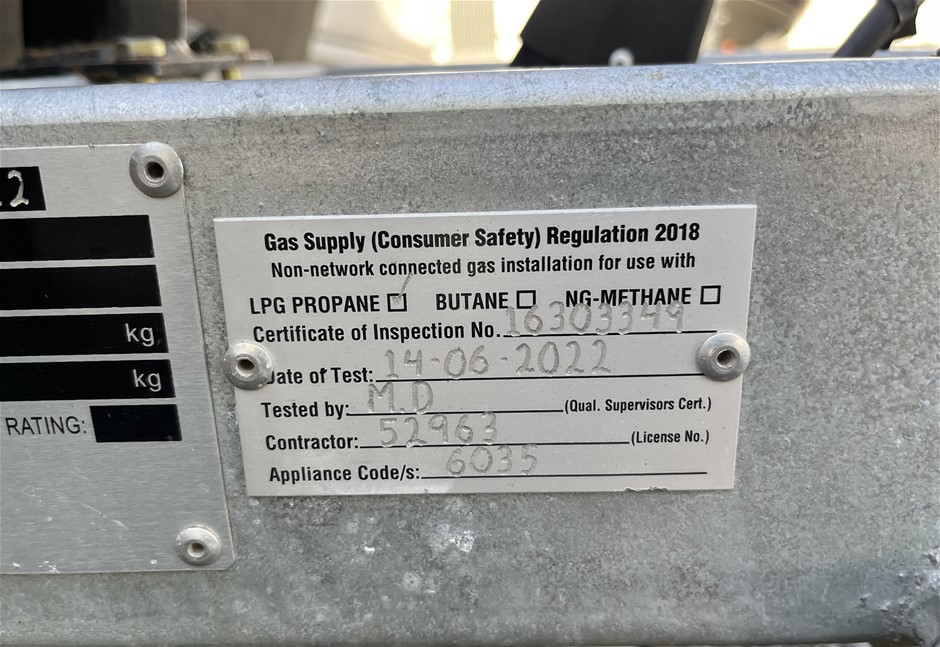 2
kg
kg
RATING:
Gas Supply (Consumer Safety) Regulation 2018
Non-network connected gas installation for use with
LPG PROPANE ☑ BUTANE ☐ NG-METHANE ☐
Certificate of Inspection No. 16303349
Date of Test: 14-06-2022
Tested by: M.D (Qual. Supervisors Cert.)
Contractor: 52963 (License No.)
Appliance Code/s: 6035